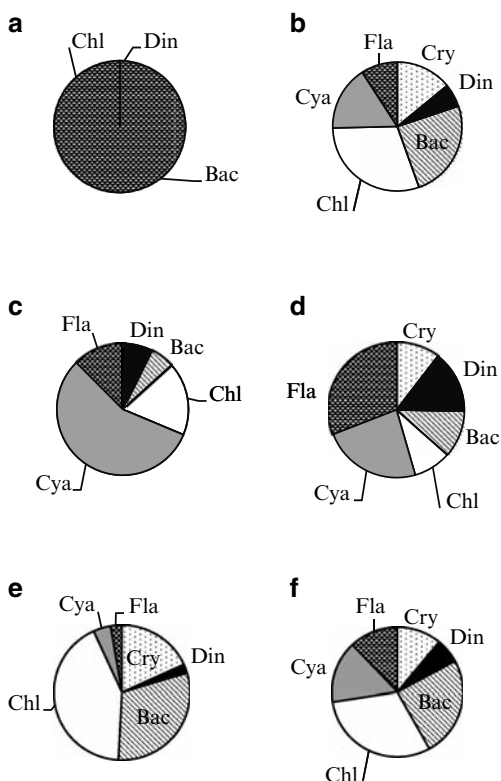 a
Chl Din
Bac
b
Fla Cry
Din
Cya
Bac
Chl
c
Fla Din
Bac
Chl
Cya
d
Cry
Din
Fla
Bac
Cya Chl
e
Cya Fla
Cry Din
Chl
Bac
f
Fla Cry
Din
Cya
Bac
Chl